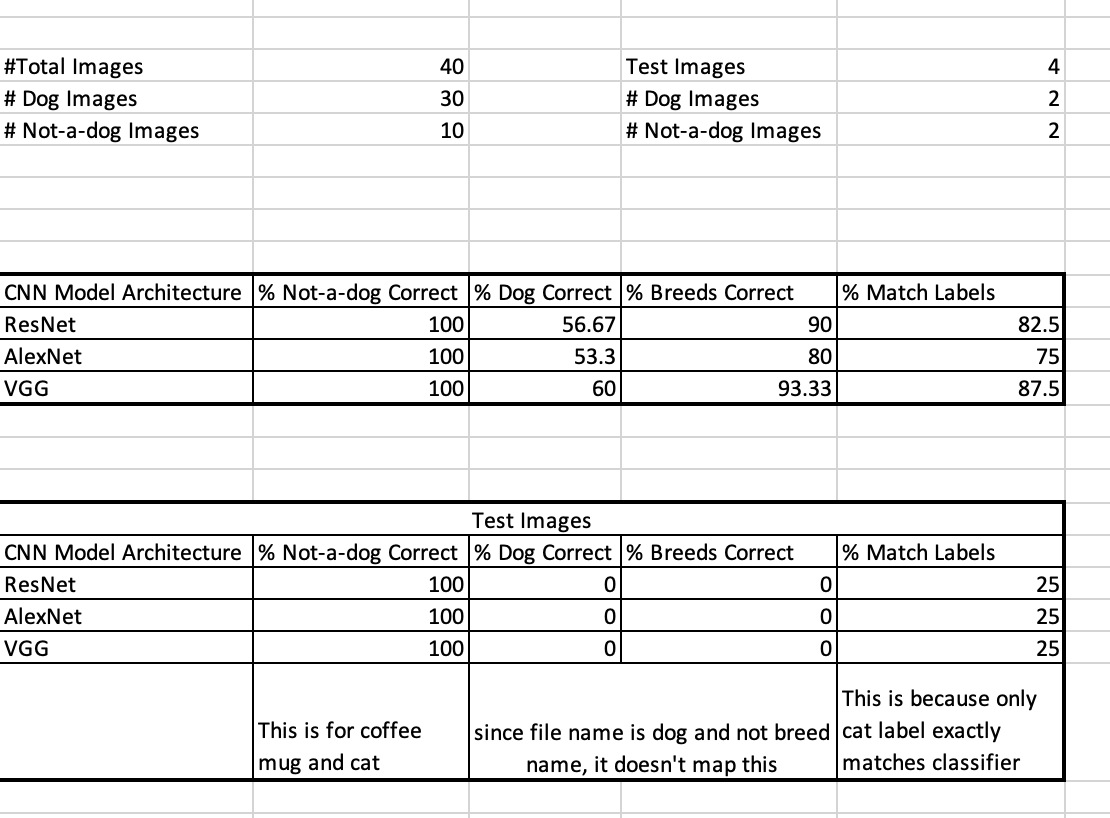 #Total Images 40 Test Images 4
# Dog Images 30 # Dog Images 2
# Not-a-dog Images 10 # Not-a-dog Images 2
CNN Model Architecture % Not-a-dog Correct % Dog Correct % Breeds Correct % Match Labels
ResNet 100 56.67 90 82.5
AlexNet 100 53.3 80 75
VGG 100 60 93.33 87.5
Test Images
CNN Model Architecture % Not-a-dog Correct % Dog Correct % Breeds Correct % Match Labels
ResNet 100 0 0 25
AlexNet 100 0 0 25
VGG 100 0 0 25
This is for coffee
mug and cat
since file name is dog and not breed
name, it doesn't map this
This is because only
cat label exactly
matches classifier